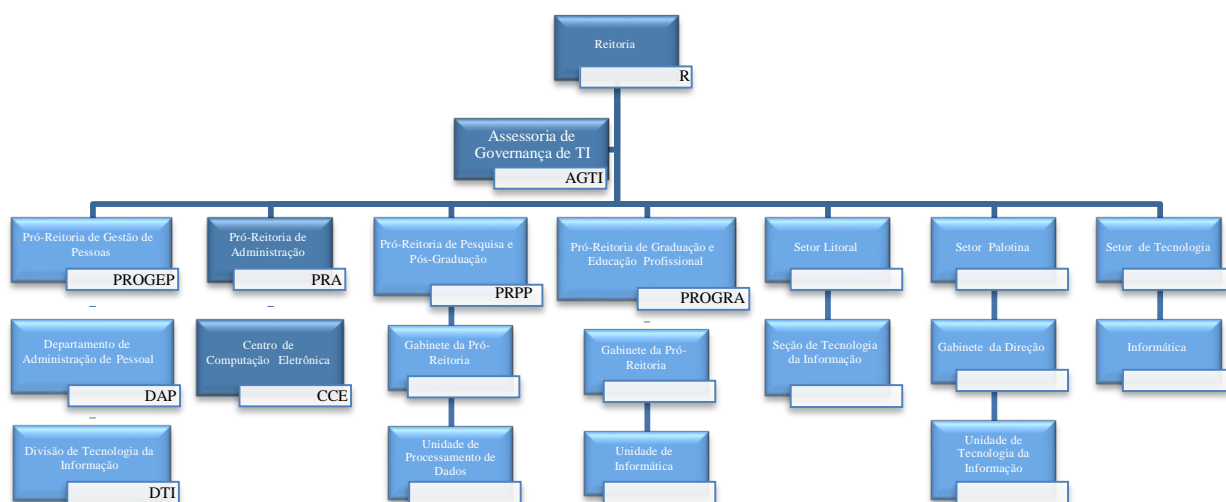 Reitoria
R
Assessoria de
Governança de TI
AGTI
Pró-Reitoria de Gestão de
Pessoas
PROGEP
Pró-Reitoria de
Administração
PRA
Pró-Reitoria de Pesquisa e
Pós-Graduação
PRPP
Pró-Reitoria de Graduação e
Educação Profissional
PROGRA
Setor Litoral
Setor Palotina
Setor de Tecnologia
Departamento de
Administração de Pessoal
DAP
Centro de
Computação Eletrônica
CCE
Gabinete da Pró-
Reitoria
Gabinete da Pró-
Reitoria
Seção de Tecnologia
da Informação
Gabinete da Direção
Informática
Divisão de Tecnologia da
Informação
DTI
Unidade de
Processamento de
Dados
Unidade de
Informática
Unidade de
Tecnologia da
Informação